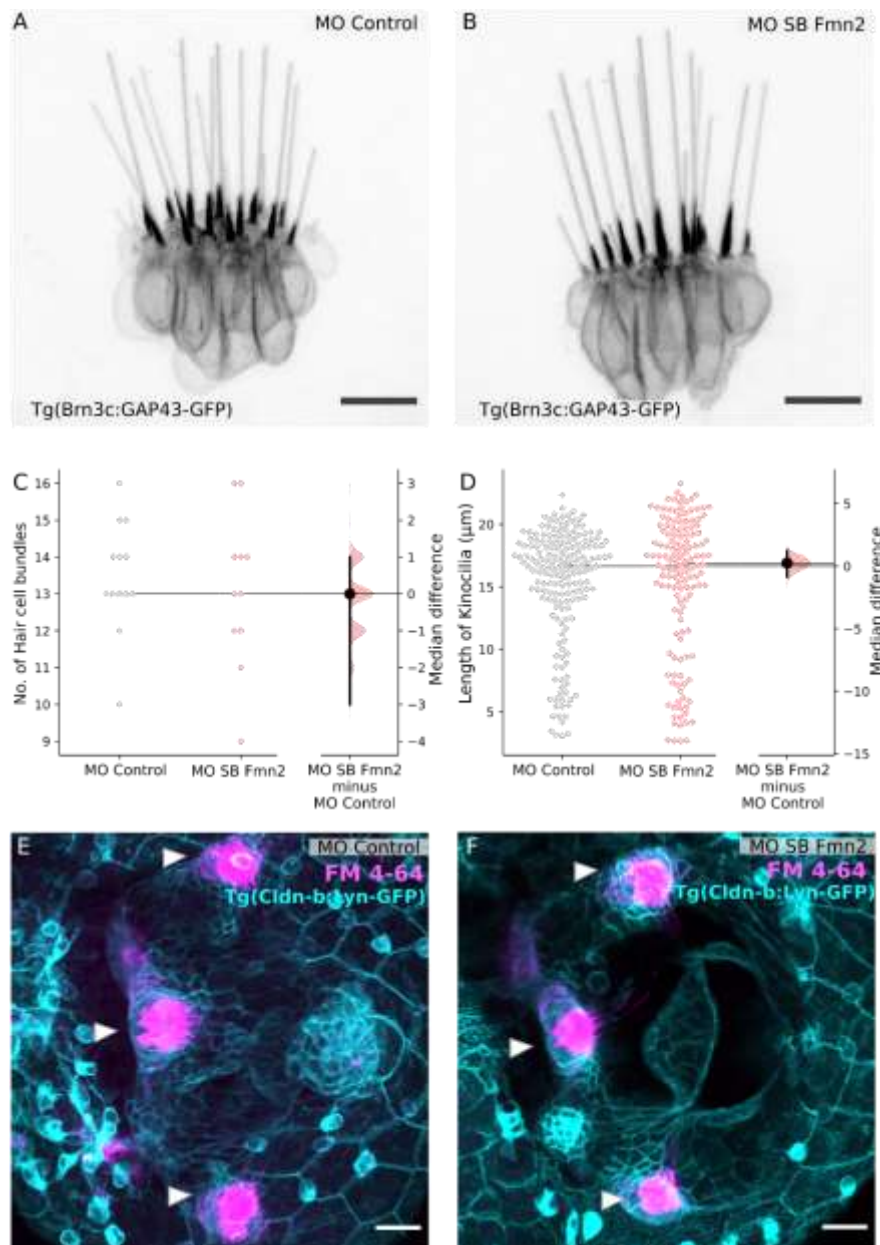 A
MO Control
Tg(Brn3c:GAP43-GFP)
B
MO SB Fmn2
Tg(Brn3c:GAP43-GFP)
C
No. of Hair cell bundles
16
15
14
13
12
11
10
9
MO Control
MO SB Fmn2
MO SB Fmn2
minus
MO Control
3
2
1
0
−1
−2
−3
−4
Median difference
D
Length of Kinocilia (μm)
20
15
10
5
MO Control
MO SB Fmn2
MO SB Fmn2
minus
MO Control
5
0
−5
−10
−15
Median difference
E
MO Control
FM 4-64
Tg(Cldn-b:Lyn-GFP)
F
MO SB Fmn2
FM 4-64
Tg(Cldn-b:Lyn-GFP)